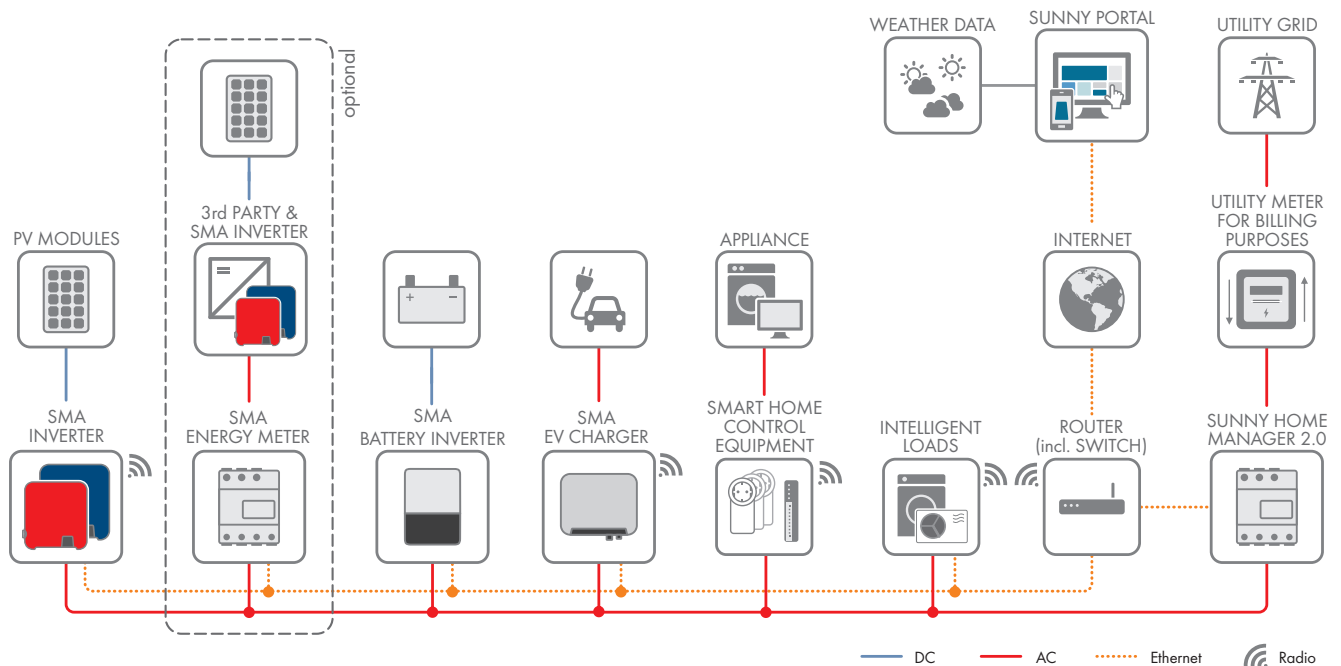 WEATHER DATA
SUNNY PORTAL
UTILITY GRID
optional
3rd PARTY &
SMA INVERTER
PV MODULES
APPLIANCE
INTERNET
UTILITY METER
FOR BILLING
PURPOSES
+ −
SMA
INVERTER
SMA
ENERGY METER
SMA
BATTERY INVERTER
SMA
EV CHARGER
SMART HOME
CONTROL
EQUIPMENT
INTELLIGENT
LOADS
ROUTER
(incl. SWITCH)
SUNNY HOME
MANAGER 2.0
DC
AC
Ethernet
Radio